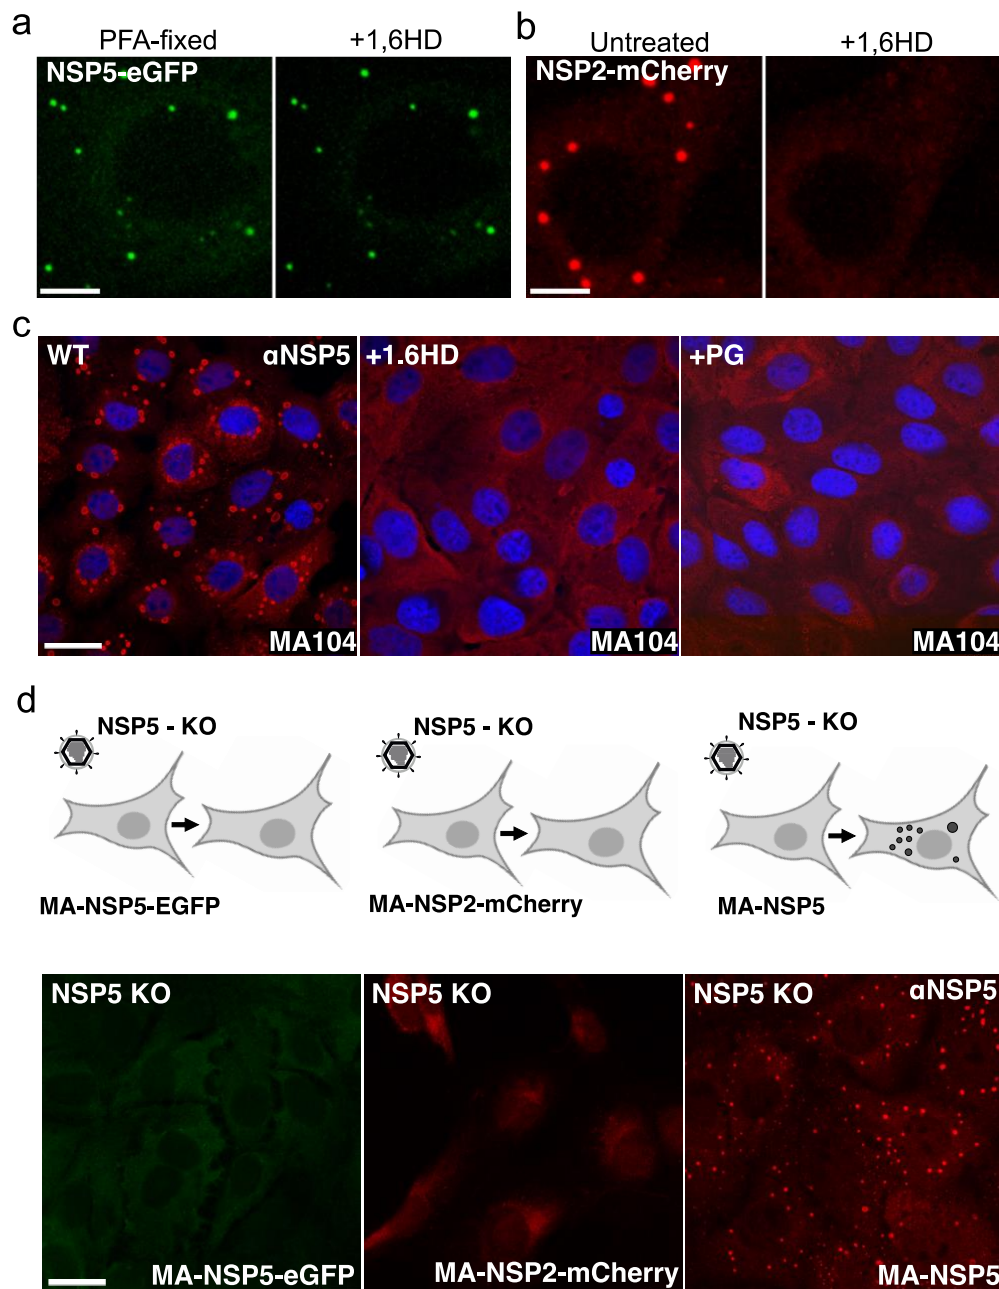 a
PFA-fixed
+1,6HD
NSP5-eGFP
b
Untreated
+1,6HD
NSP2-mCherry
c
WT
αNSP5
+1.6HD
+PG
MA104
MA104
MA104
d
NSP5 - KO
NSP5 - KO
NSP5 - KO
MA-NSP5-EGFP
MA-NSP2-mCherry
MA-NSP5
NSP5 KO
NSP5 KO
NSP5 KO
αNSP5
MA-NSP5-eGFP
MA-NSP2-mCherry
MA-NSP5